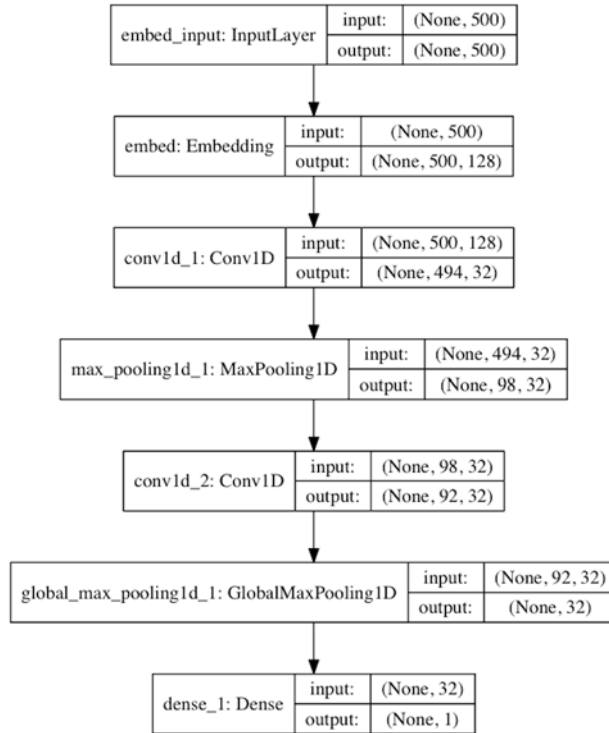 embed_input: InputLayer
input: (None, 500)
output: (None, 500)
embed: Embedding
input: (None, 500)
output: (None, 500, 128)
conv1d_1: Conv1D
input: (None, 500, 128)
output: (None, 494, 32)
max_pooling1d_1: MaxPooling1D
input: (None, 494, 32)
output: (None, 98, 32)
conv1d_2: Conv1D
input: (None, 98, 32)
output: (None, 92, 32)
global_max_pooling1d_1: GlobalMaxPooling1D
input: (None, 92, 32)
output: (None, 32)
dense_1: Dense
input: (None, 32)
output: (None, 1)